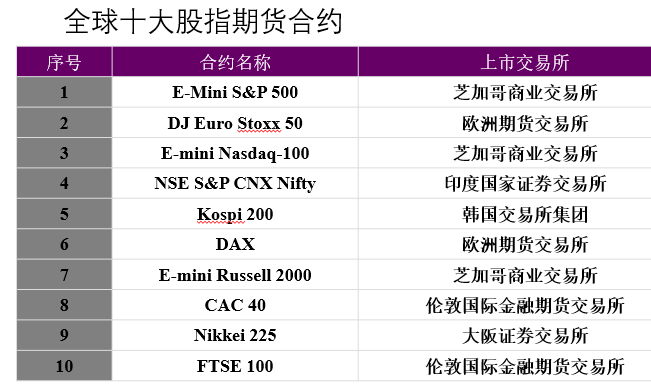 全球十大股指期货合约
序号 合约名称 上市交易所
1 E-Mini S&P 500 芝加哥商业交易所
2 DJ Euro Stoxx 50 欧洲期货交易所
3 E-mini Nasdaq-100 芝加哥商业交易所
4 NSE S&P CNX Nifty 印度国家证券交易所
5 Kospi 200 韩国交易所集团
6 DAX 欧洲期货交易所
7 E-mini Russell 2000 芝加哥商业交易所
8 CAC 40 伦敦国际金融期货交易所
9 Nikkei 225 大阪证券交易所
10 FTSE 100 伦敦国际金融期货交易所